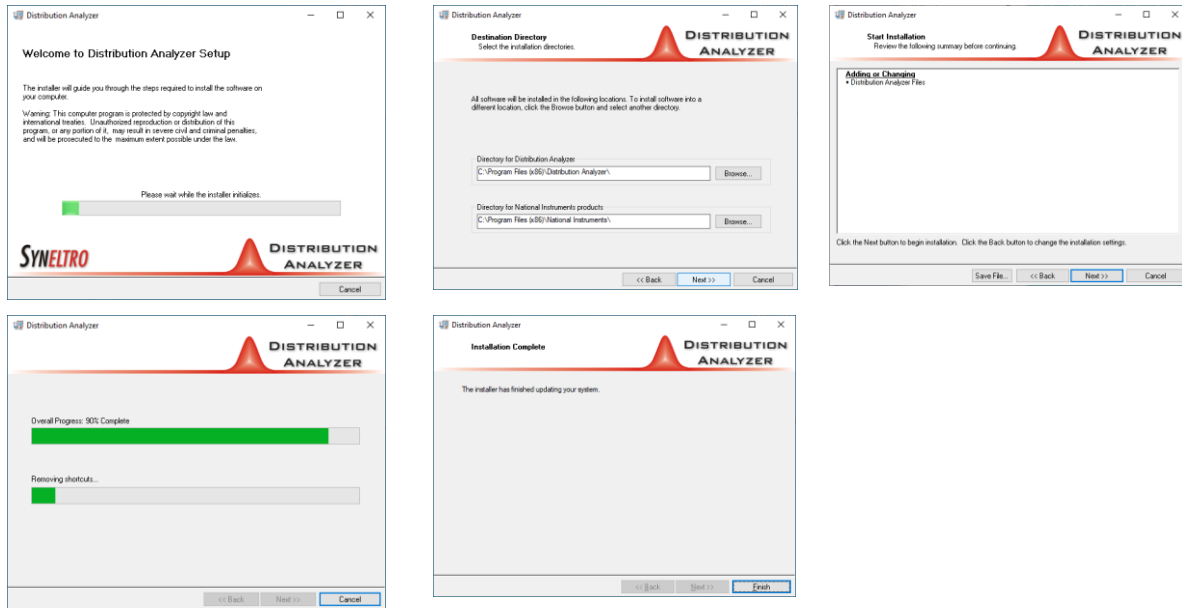 Distribution Analyzer
Welcome to Distribution Analyzer Setup
The installer will guide you through the steps required to install the software on
your computer.
Warning: This computer program is protected by copyright law and
international treaties. Unauthorized reproduction or distribution of this
program, or any portion of it, may result in severe civil and criminal penalties,
and will be prosecuted to the maximum extent possible under the law.
Please wait while the installer initializes.
SYNELTRO
DISTRIBUTION
ANALYZER
Cancel
Distribution Analyzer
Destination Directory
Select the installation directories.
DISTRIBUTION
ANALYZER
All software will be installed in the following locations. To install software into a
different location, click the Browse button and select another directory.
Directory for Distribution Analyzer
C:\Program Files (x86)\Distribution Analyzer\
Browse...
Directory for National Instruments products
C:\Program Files (x86)\National Instruments\
Browse...
<< Back
Next >>
Cancel
Distribution Analyzer
Start Installation
Review the following summary before continuing.
DISTRIBUTION
ANALYZER
Adding or Changing
• Distribution Analyzer Files
Click the Next button to begin installation. Click the Back button to change the installation settings.
Save File...
<< Back
Next >>
Cancel
Distribution Analyzer
DISTRIBUTION
ANALYZER
Overall Progress: 90% Complete
Removing shortcuts...
<< Back
Next >>
Cancel
Distribution Analyzer
Installation Complete
DISTRIBUTION
ANALYZER
The installer has finished updating your system.
<< Back
Next >>
Finish